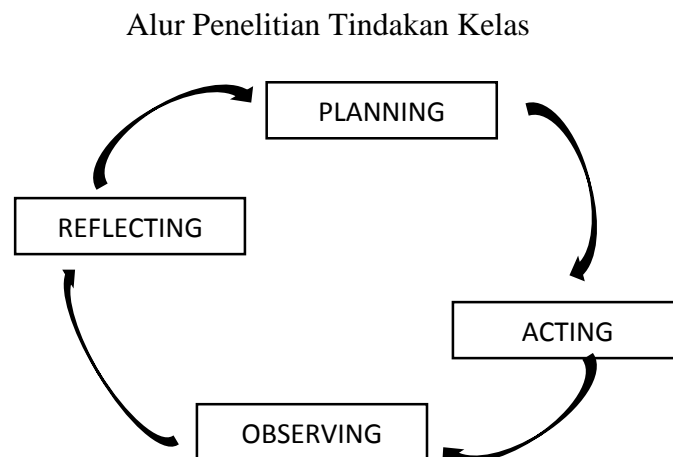 Alur Penelitian Tindakan Kelas
PLANNING
REFLECTING
ACTING
OBSERVING